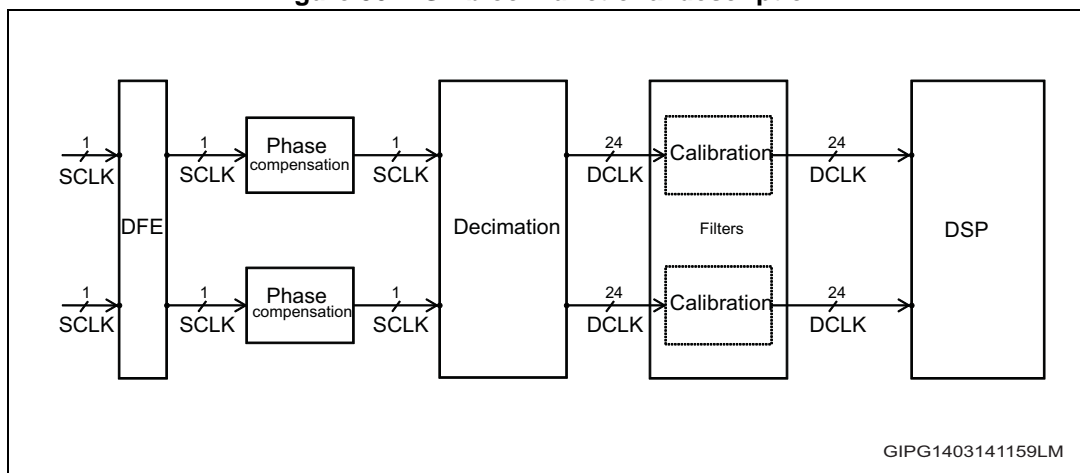 1 1 1 24 24
Phase
compensation
Calibration
SCLK SCLK SCLK DCLK DCLK
DFE Decimation Filters DSP
1 1 1 24 24
Phase
compensation
Calibration
SCLK SCLK SCLK DCLK DCLK
GIPG1403141159LM